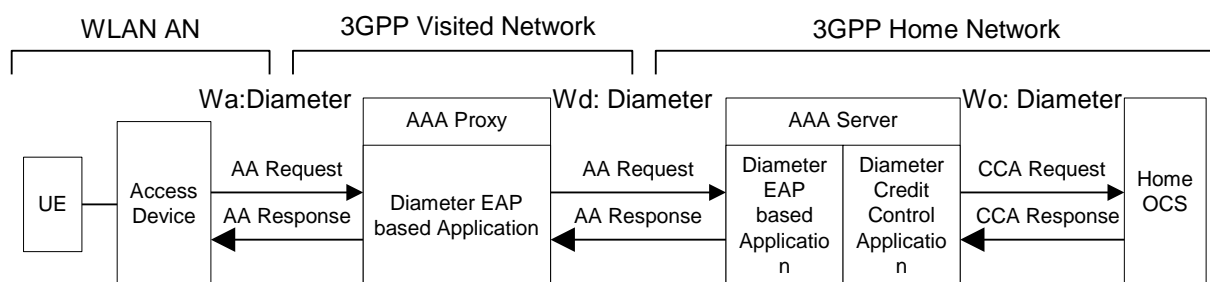 WLAN AN
3GPP Visited Network
3GPP Home Network
Wa:Diameter
Wd: Diameter
Wo: Diameter
AAA Proxy
AAA Server
UE
Access
Device
AA Request
AA Response
Diameter EAP
based Application
AA Request
AA Response
Diameter
EAP
based
Applicatio
n
Diameter
Credit
Control
Applicatio
n
CCA Request
CCA Response
Home
OCS